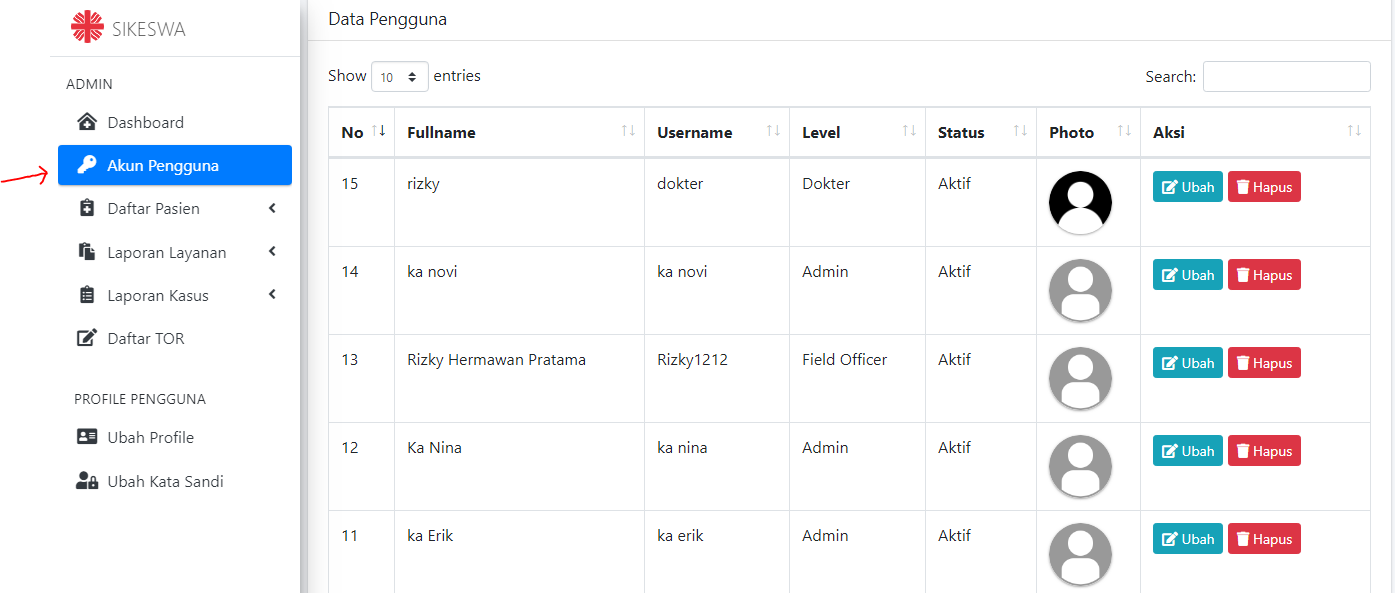 SIKESWA
ADMIN
Dashboard
Akun Pengguna
Daftar Pasien
Laporan Layanan
Laporan Kasus
Daftar TOR
PROFILE PENGGUNA
Ubah Profile
Ubah Kata Sandi
Data Pengguna
Show 10 entries
Search:
No Fullname Username Level Status Photo Aksi
15 rizky dokter Dokter Aktif Ubah Hapus
14 ka novi ka novi Admin Aktif Ubah Hapus
13 Rizky Hermawan Pratama Rizky1212 Field Officer Aktif Ubah Hapus
12 Ka Nina ka nina Admin Aktif Ubah Hapus
11 ka Erik ka erik Admin Aktif Ubah Hapus